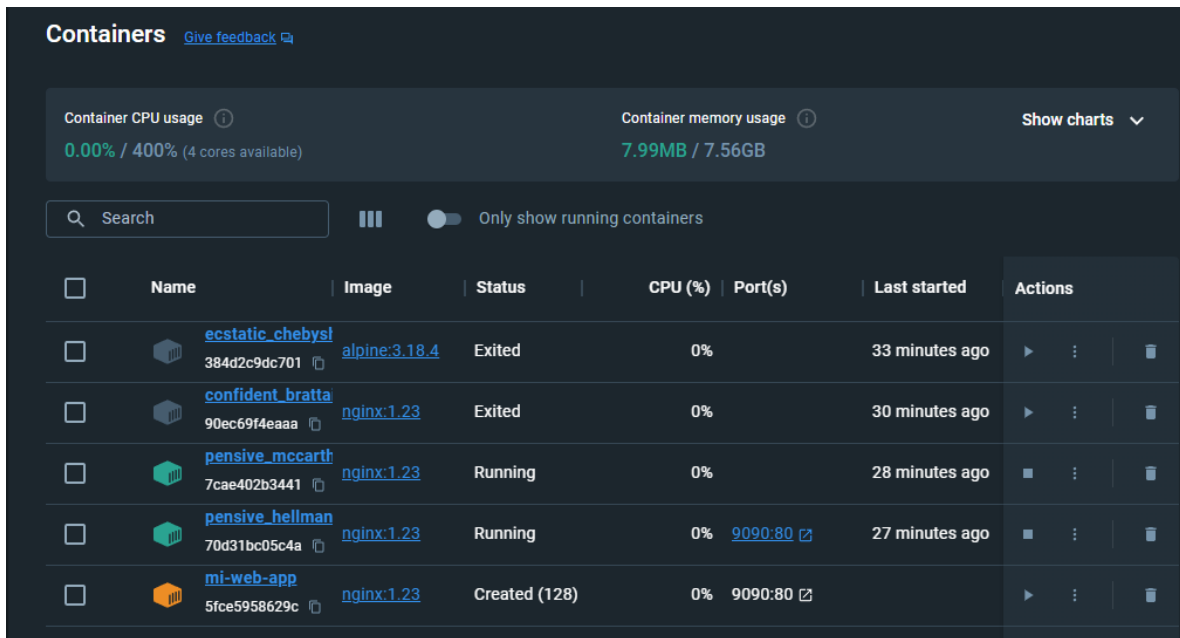 Containers Give feedback
Container CPU usage Container memory usage Show charts
0.00% / 400% (4 cores available) 7.99MB / 7.56GB
Search Only show running containers
Name Image Status CPU (%) Port(s) Last started Actions
ecstatic_chebysh
384d2c9dc701 alpine:3.18.4 Exited 0% 33 minutes ago
confident_bratta
90ec69f4eaaa nginx:1.23 Exited 0% 30 minutes ago
pensive_mccarth
7cae402b3441 nginx:1.23 Running 0% 28 minutes ago
pensive_hellman
70d31bc05c4a nginx:1.23 Running 0% 9090:80 27 minutes ago
mi-web-app
5fce5958629c nginx:1.23 Created (128) 0% 9090:80